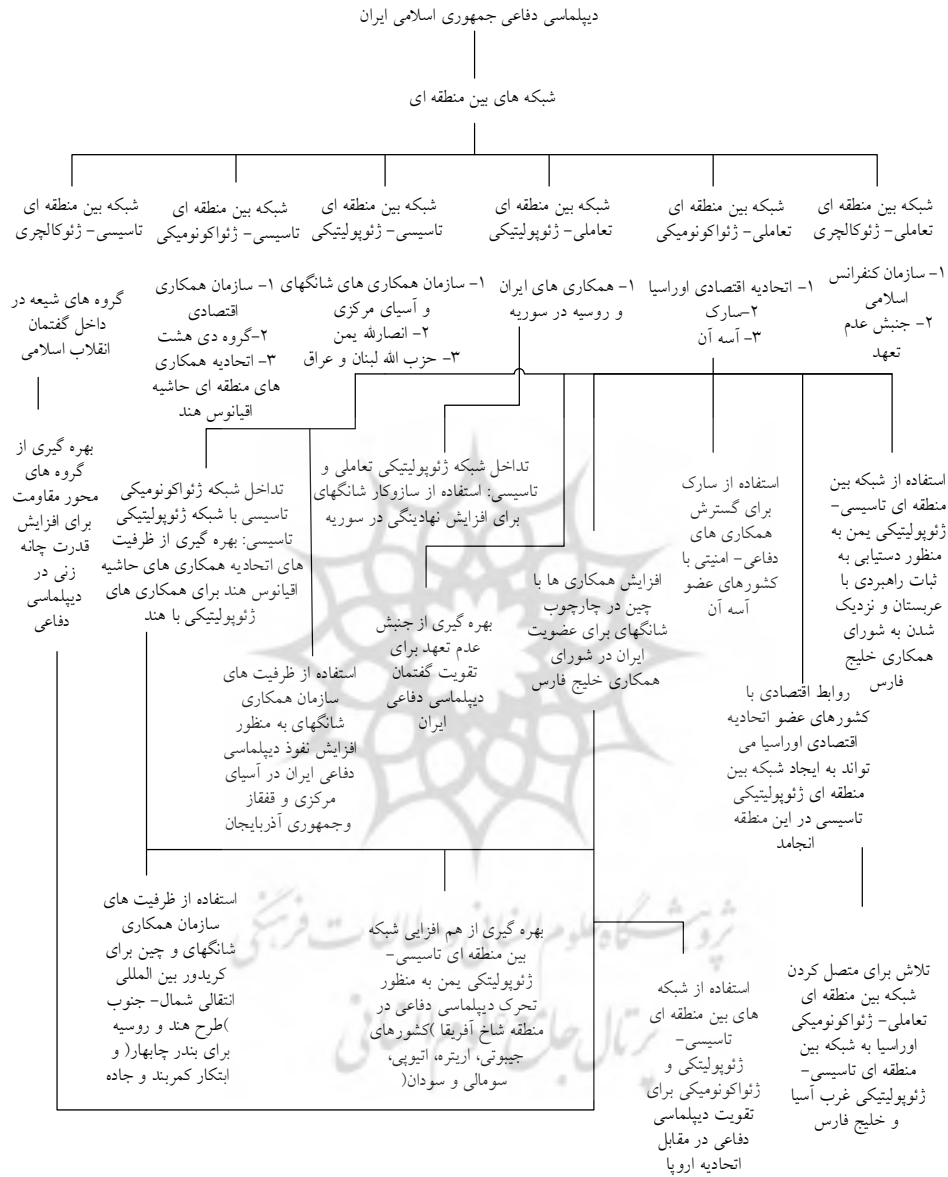 دیپلماسی دفاعی جمهوری اسلامی ایران
شبکه های بین منطقه ای
شبکه بین منطقه ای
تعاملی- ژئوکالچری
شبکه بین منطقه ای
تعاملی- ژئواکونومیکی
شبکه بین منطقه ای
تعاملی- ژئوپولیتیکی
شبکه بین منطقه ای
تاسیسی- ژئوپولیتیکی
شبکه بین منطقه ای
تاسیسی- ژئواکونومیکی
شبکه بین منطقه ای
تاسیسی- ژئوکالچری
۱- سازمان کنفرانس
اسلامی
۲- جنبش عدم
تعهد
۱- اتحادیه اقتصادی اوراسیا
۲-سارک
۳- آسه آن
۱- همکاری های ایران
و روسیه در سوریه
۱- سازمان همکاری های شانگهای
و آسیای مرکزی
۲- انصارلله یمن
۳- حزب الله لبنان و عراق
۱- سازمان همکاری
اقتصادی
۲-گروه دی هشت
۳- اتحادیه همکاری
های منطقه ای حاشیه
اقیانوس هند
گروه های شیعه در
داخل گفتمان
انقلاب اسلامی
استفاده از شبکه بین
منطقه ای تاسیسی-
ژئوپولیتیکی یمن به
منظور دستیابی به
ثبات راهبردی با
عربستان و نزدیک
شدن به شورای
همکاری خلیج
فارس
استفاده از سارک
برای گسترش
همکاری های
دفاعی- امنیتی با
کشورهای عضو
آسه آن
تداخل شبکه ژئوپولیتیکی تعاملی و
تاسیسی: استفاده از سازوکار شانگهای
برای افزایش نهادینگی در سوریه
تداخل شبکه ژئواکونومیکی
تاسیسی با شبکه ژئوپولیتیکی
تاسیسی: بهره گیری از ظرفیت
های اتحادیه همکاری های حاشیه
اقیانوس هند برای همکاری های
ژئوپولیتیکی با هند
بهره گیری از
گروه های
محور مقاومت
برای افزایش
قدرت چانه
زنی در
دیپلماسی
دفاعی
افزایش همکاری ها با
چین در چارچوب
شانگهای برای عضویت
ایران در شورای
همکاری خلیج فارس
بهره گیری از جنبش
عدم تعهد برای
تقویت گفتمان
دیپلماسی دفاعی
ایران
استفاده از ظرفیت های
سازمان همکاری
شانگهای به منظور
افزایش نفوذ دیپلماسی
دفاعی ایران در آسیای
مرکزی و قفقاز
وجمهوری آذربایجان
روابط اقتصادی با
کشورهای عضو اتحادیه
اقتصادی اوراسیا می
تواند به ایجاد شبکه بین
منطقه ای ژئوپولیتیکی
تاسیسی در این منطقه
انجامد
تلاش برای متصل کردن
شبکه بین منطقه ای
تعاملی- ژئواکونومیکی
اوراسیا به شبکه بین
منطقه ای تاسیسی-
ژئوپولیتیکی غرب آسیا
و خلیج فارس
استفاده از شبکه
های بین منطقه ای
تاسیسی-
ژئوپولیتکی و
ژئواکونومیکی برای
تقویت دیپلماسی
دفاعی در مقابل
اتحادیه اروپا
بهره گیری از هم افزایی شبکه
بین منطقه ای تاسیسی-
ژئوپولیتکی یمن به منظور
تحرک دیپلماسی دفاعی در
منطقه شاخ آفریقا )کشورهای
جیبوتی، اریتره، اتیوپی،
سومالی و سودان(
استفاده از ظرفیت های
سازمان همکاری
شانگهای و چین برای
کریدور بین المللی
انتقالی شمال- جنوب
)طرح هند و روسیه
برای بندر چابهار( و
ابتکار کمربند و جاده
پژوهشگاه علوم انسانی و مطالعات فرهنگی
پرتال جامع علوم انسانی